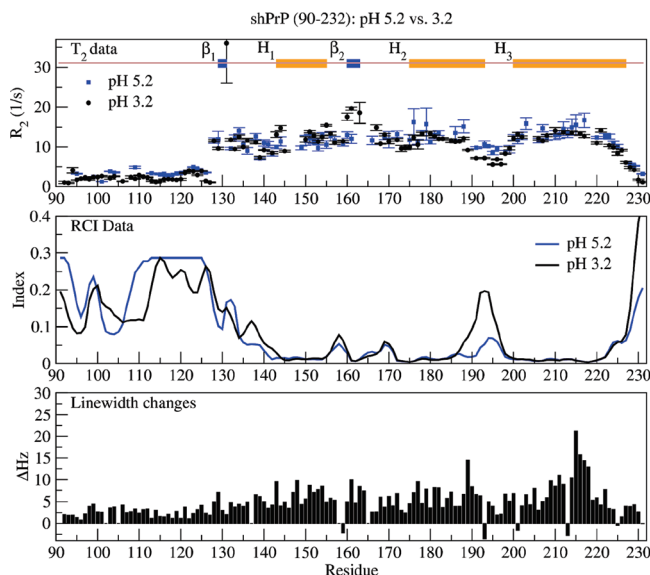 shPrP (90-232): pH 5.2 vs. 3.2
T2 data β1 H1 β2 H2 H3
pH 5.2
pH 3.2
R2 (1/s)
30
20
10
0
90 100 110 120 130 140 150 160 170 180 190 200 210 220 230
RCI Data
pH 5.2
pH 3.2
Index
0.4
0.3
0.2
0.1
0
90 100 110 120 130 140 150 160 170 180 190 200 210 220 230
Linewidth changes
ΔHz
30
25
20
15
10
5
0
90 100 110 120 130 140 150 160 170 180 190 200 210 220 230
Residue